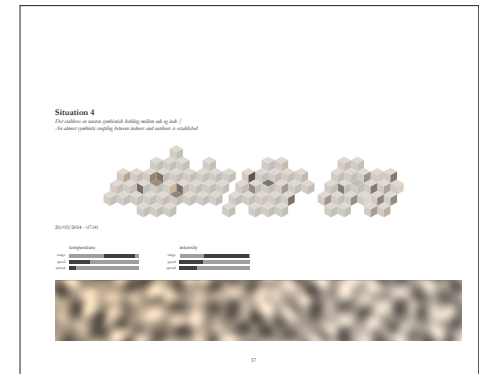 Situation 4
Det etableres en næsten symbiotisk kobling mellem ude og inde /
An almost symbiotic coupling between indoors and outdoors is established
20/03/2014 - 07.00
temperature
intensity
range
range
speed
speed
spread
spread
57